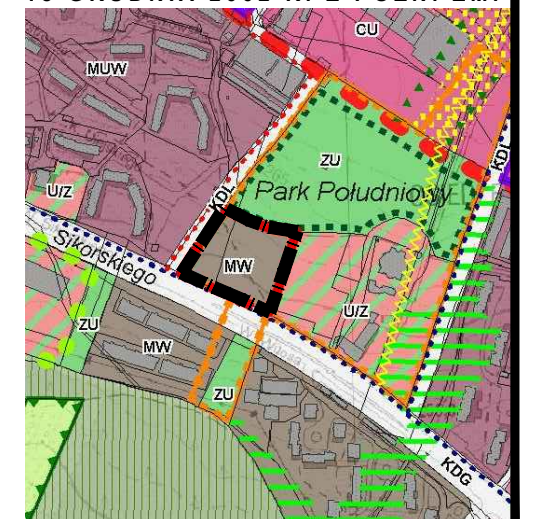 CU
MUW
ZU
KDL
U/Z
KDL
Park Południowy
Sikorskiego
MW
U/Z
ZU
MW
ZU
KDG